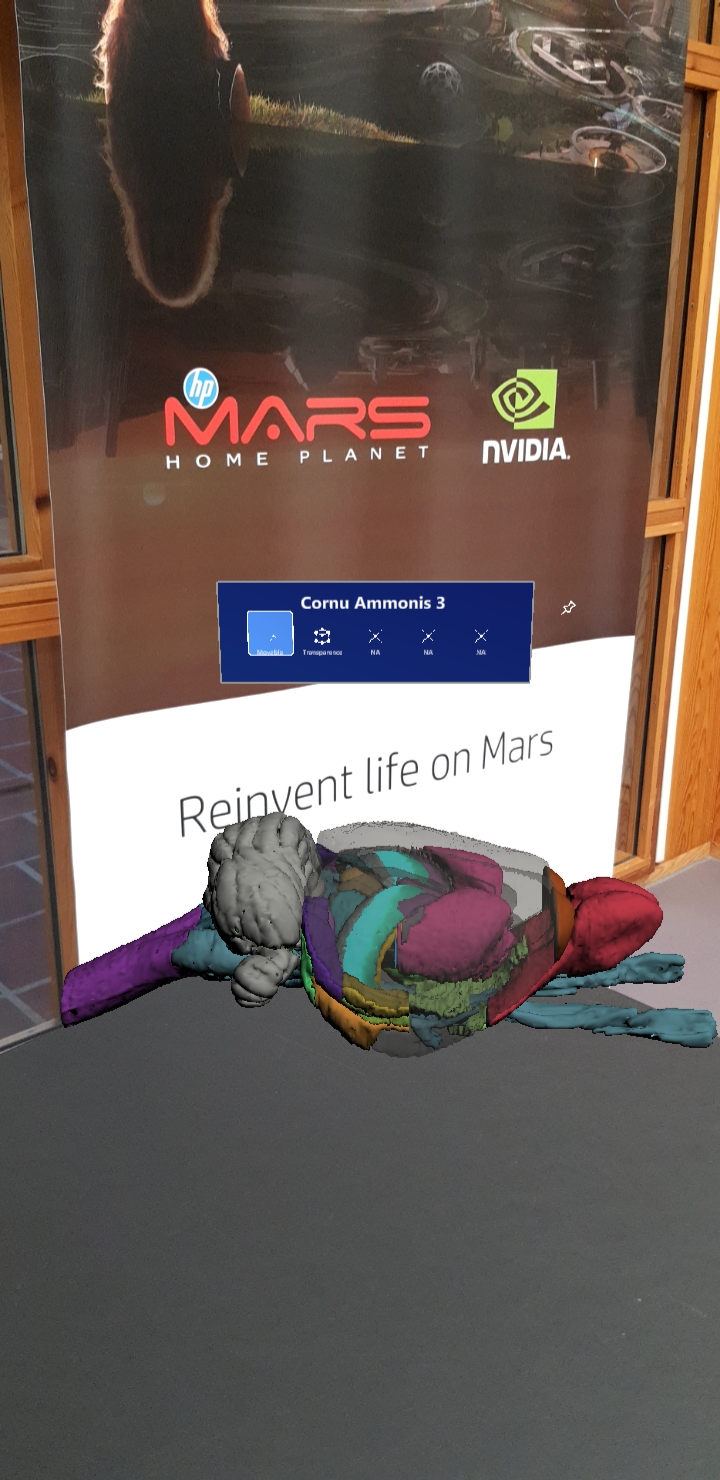 hp
MARS
HOME PLANET
NVIDIA.
Cornu Ammonis 3
Movable Transparence NA NA NA
Reinvent life on Mars